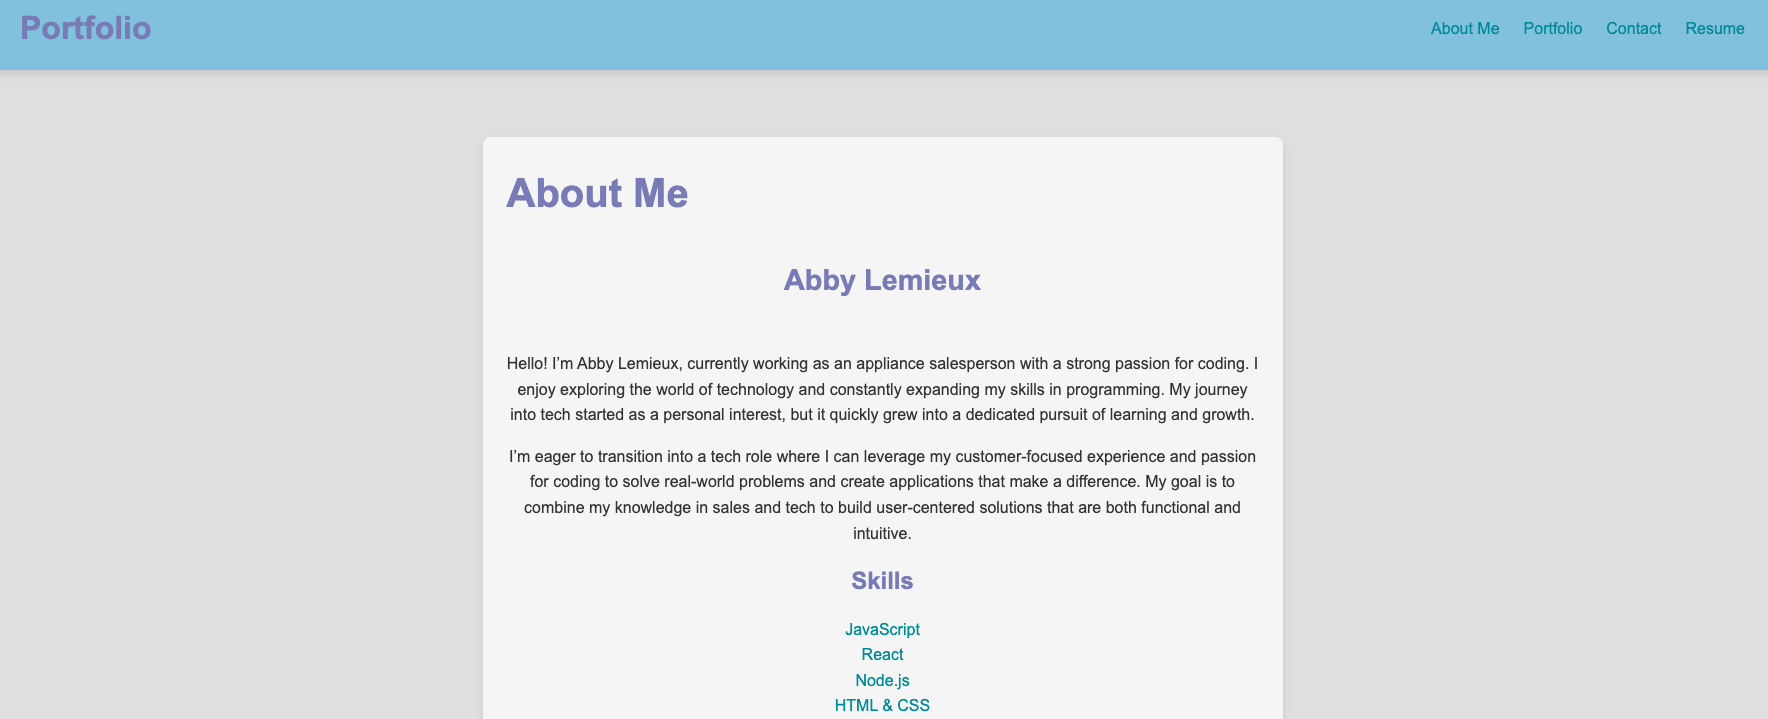 Portfolio
About Me Portfolio Contact Resume
About Me
Abby Lemieux
Hello! I’m Abby Lemieux, currently working as an appliance salesperson with a strong passion for coding. I
enjoy exploring the world of technology and constantly expanding my skills in programming. My journey
into tech started as a personal interest, but it quickly grew into a dedicated pursuit of learning and growth.
I’m eager to transition into a tech role where I can leverage my customer-focused experience and passion
for coding to solve real-world problems and create applications that make a difference. My goal is to
combine my knowledge in sales and tech to build user-centered solutions that are both functional and
intuitive.
Skills
JavaScript
React
Node.js
HTML & CSS